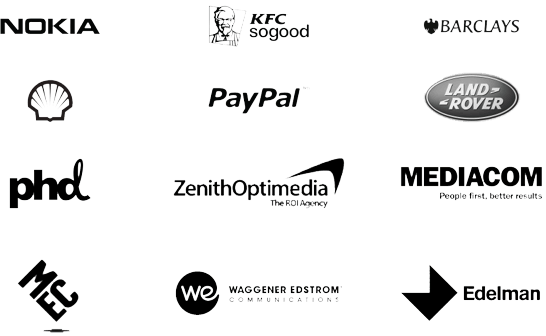 NOKIA
KFC
sogood
BARCLAYS
PayPal
LAND
ROVER
phd
ZenithOptimedia
The ROI Agency
MEDIACOM
People first, better results
MEC
we
WAGGENER EDSTROM
COMMUNICATIONS
Edelman